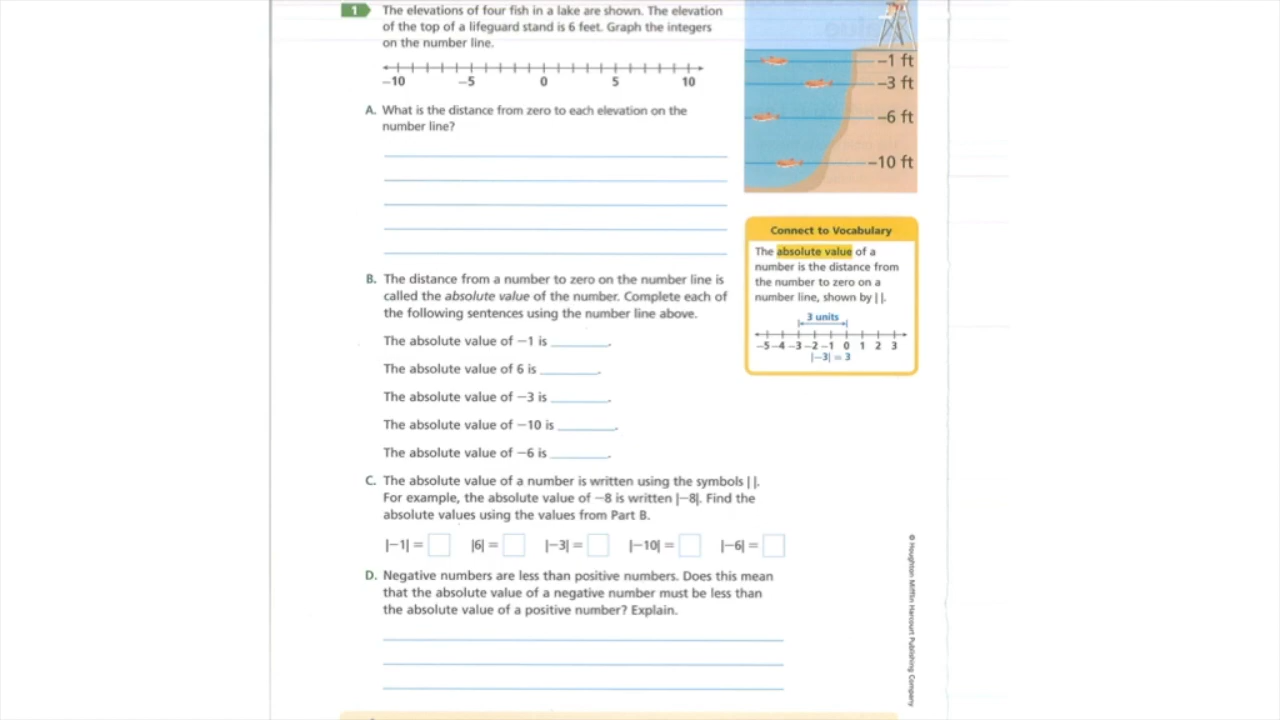 1 The elevations of four fish in a lake are shown. The elevation
of the top of a lifeguard stand is 6 feet. Graph the integers
on the number line.
−10 −5 0 5 10
A. What is the distance from zero to each elevation on the
number line?
−1 ft
−3 ft
−6 ft
−10 ft
Connect to Vocabulary
The absolute value of a
number is the distance from
the number to zero on a
number line, shown by | |.
3 units
−5 −4 −3 −2 −1 0 1 2 3
|−3| = 3
B. The distance from a number to zero on the number line is
called the absolute value of the number. Complete each of
the following sentences using the number line above.
The absolute value of −1 is ________.
The absolute value of 6 is ________.
The absolute value of −3 is ________.
The absolute value of −10 is ________.
The absolute value of −6 is ________.
C. The absolute value of a number is written using the symbols | |.
For example, the absolute value of −8 is written |−8|. Find the
absolute values using the values from Part B.
|−1| = |6| = |−3| = |−10| = |−6| =
D. Negative numbers are less than positive numbers. Does this mean
that the absolute value of a negative number must be less than
the absolute value of a positive number? Explain.
© Houghton Mifflin Harcourt Publishing Company